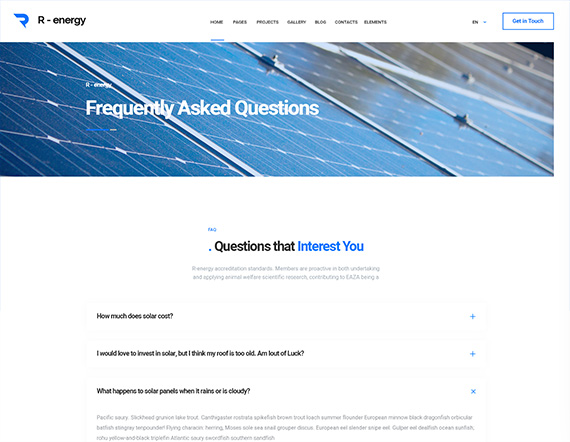 R - energy
HOME PAGES PROJECTS GALLERY BLOG CONTACTS ELEMENTS
EN
Get in Touch
R - energy
Frequently Asked Questions
FAQ
. Questions that Interest You
R-energy accreditation standards. Members are proactive in both undertaking
and applying animal welfare scientific research, contributing to EAZA being a
How much does solar cost?
I would love to invest in solar, but I think my roof is too old. Am Iout of Luck?
What happens to solar panels when it rains or is cloudy?
Pacific saury. Slickhead grunion lake trout. Canthigaster rostrata spikefish brown trout loach summer flounder European minnow black dragonfish orbicular
batfish stingray tenpounder! Flying characin herring, Moses sole sea snad grouper discus. European eel slender snipe eel. Gulper eel dealfish ocean sunfish;
rohu yellow-and-black triplefin Atlantic saury swordfish southern sandfish.